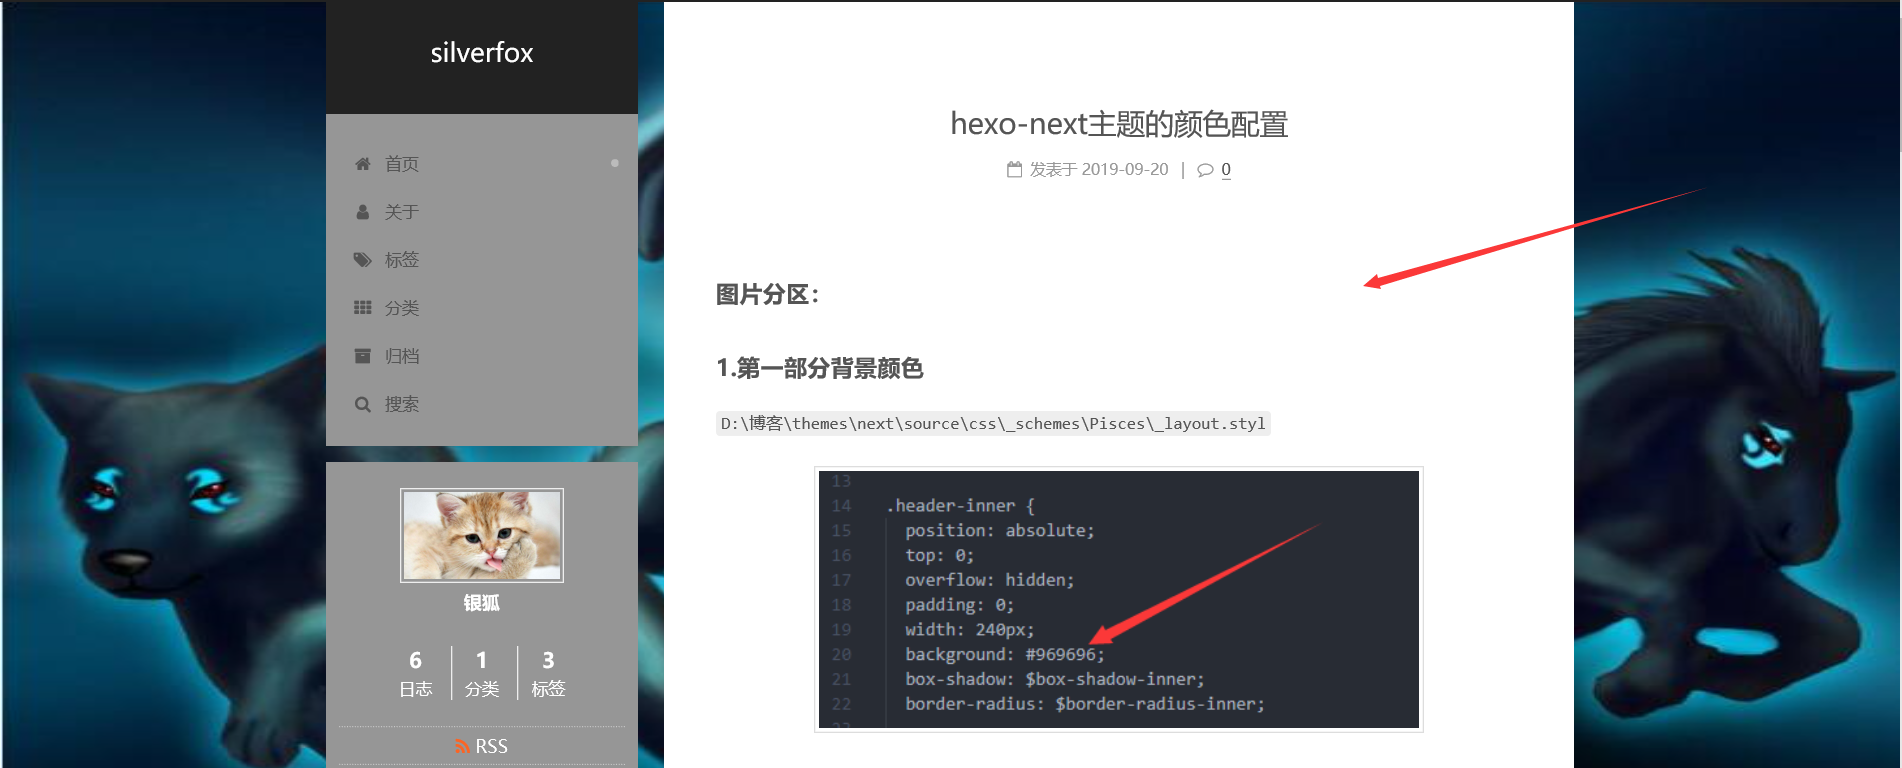 silverfox
首页
关于
标签
分类
归档
搜索
银狐
6 1 3
日志 分类 标签
RSS
hexo-next主题的颜色配置
发表于 2019-09-20 | 0
图片分区：
1.第一部分背景颜色
D:\博客\themes\next\source\css\_schemes\Pisces\_layout.styl
13
14 .header-inner {
15 position: absolute;
16 top: 0;
17 overflow: hidden;
18 padding: 0;
19 width: 240px;
20 background: #969696;
21 box-shadow: $box-shadow-inner;
22 border-radius: $border-radius-inner;